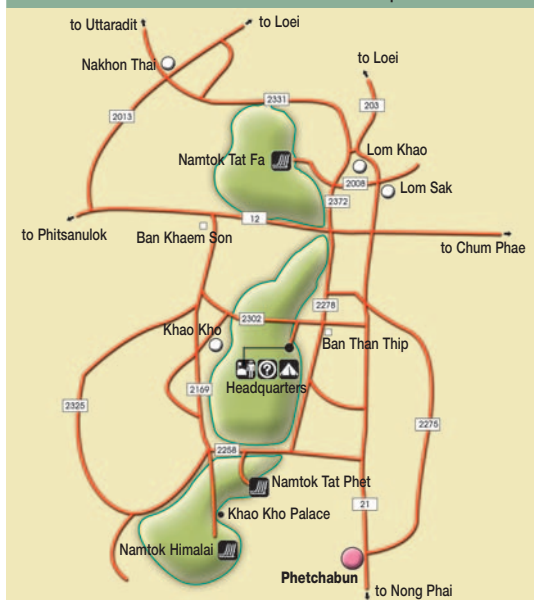 to Uttaradit
to Loei
Nakhon Thai
to Loei
2331
203
2013
Lom Khao
Namtok Tat Fa
2008
Lom Sak
2372
12
to Phitsanulok
Ban Khaem Son
to Chum Phae
2278
2302
Khao Kho
Ban Than Thip
?
Headquarters
2169
2325
2275
2258
Namtok Tat Phet
21
Khao Kho Palace
Namtok Himalai
Phetchabun
to Nong Phai